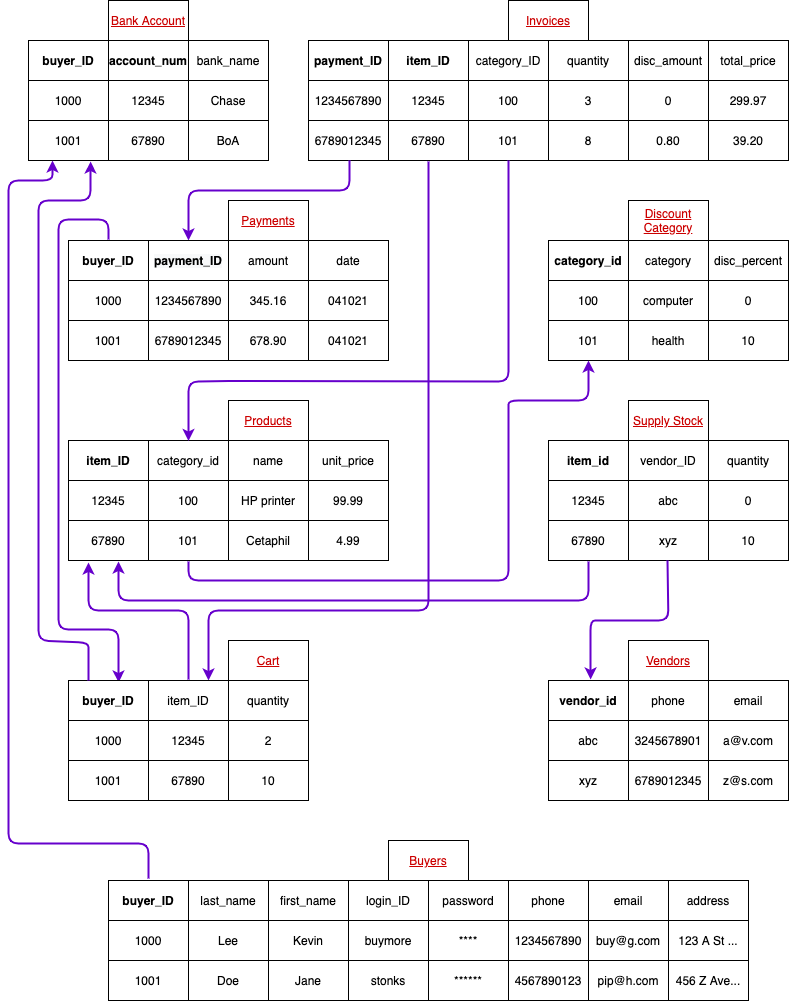 Bank Account
buyer_ID account_num bank_name
1000 12345 Chase
1001 67890 BoA
Invoices
payment_ID item_ID category_ID quantity disc_amount total_price
1234567890 12345 100 3 0 299.97
6789012345 67890 101 8 0.80 39.20
Payments
buyer_ID payment_ID amount date
1000 1234567890 345.16 041021
1001 6789012345 678.90 041021
Discount
Category
category_id category disc_percent
100 computer 0
101 health 10
Products
item_ID category_id name unit_price
12345 100 HP printer 99.99
67890 101 Cetaphil 4.99
Supply Stock
item_id vendor_ID quantity
12345 abc 0
67890 xyz 10
Cart
buyer_ID item_ID quantity
1000 12345 2
1001 67890 10
Vendors
vendor_id phone email
abc 3245678901 a@v.com
xyz 6789012345 z@s.com
Buyers
buyer_ID last_name first_name login_ID password phone email address
1000 Lee Kevin buymore **** 1234567890 buy@g.com 123 A St ...
1001 Doe Jane stonks ****** 4567890123 pip@h.com 456 Z Ave...